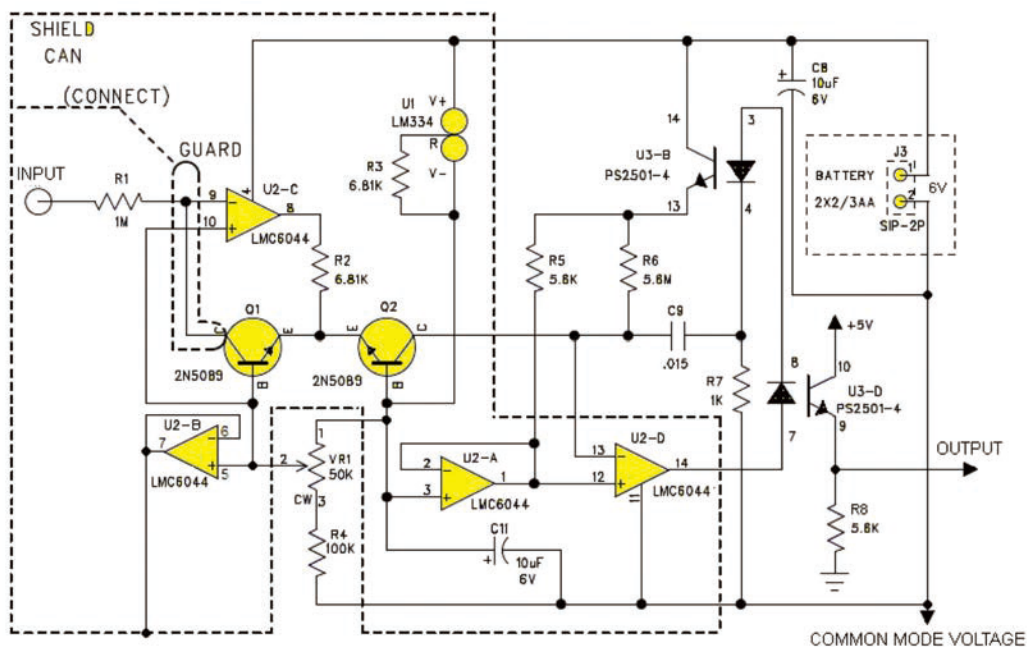 SHIELD
CAN
(CONNECT)
GUARD
INPUT
R1
1M
9
10
4
8
U2-C
LMC6044
R2
6.81K
U1
LM334
V+
R
V-
R3
6.81K
14
U3-B
PS2501-4
13
3
4
+
C8
10uF
6V
J3
BATTERY
1
2X2/3AA
2
6V
SIP-2P
R5
5.6K
R6
5.6M
C9
.015
R7
1K
Q1
C
E
B
2N5089
Q2
E
C
B
2N5089
+5V
8
10
U3-D
PS2501-4
7
9
OUTPUT
R8
5.6K
U2-B
7
6
5
LMC6044
2
1
VR1
50K
CW
3
R4
100K
U2-A
2
3
1
LMC6044
U2-D
13
12
14
11
LMC6044
C11
+
10uF
6V
COMMON MODE VOLTAGE